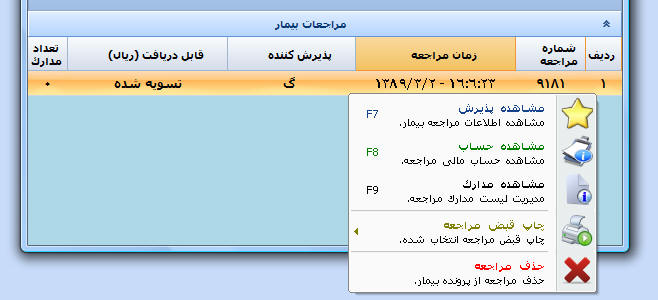 مراجعات بیمار
ردیف شماره مراجعه زمان مراجعه پذیرش کننده قابل دریافت (ریال) تعداد مدارک
۱ ۹۱۸۱ ۱۳۸۹/۳/۲ - ۱۶:۶:۲۳ گ تسویه شده ۰
مشاهده پذیرش F7
مشاهده اطلاعات مراجعه بیمار.
مشاهده حساب F8
مشاهده حساب مالی مراجعه.
مشاهده مدارک F9
مدیریت لیست مدارک مراجعه.
چاپ قبض مراجعه
چاپ قبض مراجعه انتخاب شده.
حذف مراجعه
حذف مراجعه از پرونده بیمار.